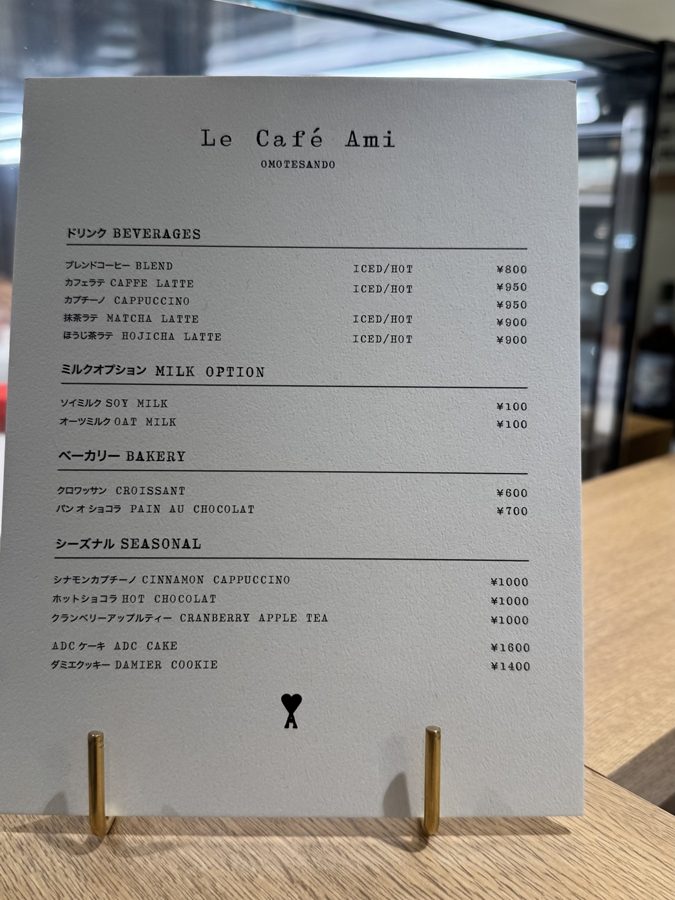 Le Café Ami
OMOTESANDO
ドリンク BEVERAGES
ブレンドコーヒー BLEND ICED/HOT ¥800
カフェラテ CAFFE LATTE ICED/HOT ¥950
カプチーノ CAPPUCCINO ¥950
抹茶ラテ MATCHA LATTE ICED/HOT ¥900
ほうじ茶ラテ HOJICHA LATTE ICED/HOT ¥900
ミルクオプション MILK OPTION
ソイミルク SOY MILK ¥100
オーツミルク OAT MILK ¥100
ベーカリー BAKERY
クロワッサン CROISSANT ¥600
パン オ ショコラ PAIN AU CHOCOLAT ¥700
シーズナル SEASONAL
シナモンカプチーノ CINNAMON CAPPUCCINO ¥1000
ホットショコラ HOT CHOCOLAT ¥1000
クランベリーアップルティー CRANBERRY APPLE TEA ¥1000
ADC ケーキ ADC CAKE ¥1600
ダミエクッキー DAMIER COOKIE ¥1400
A